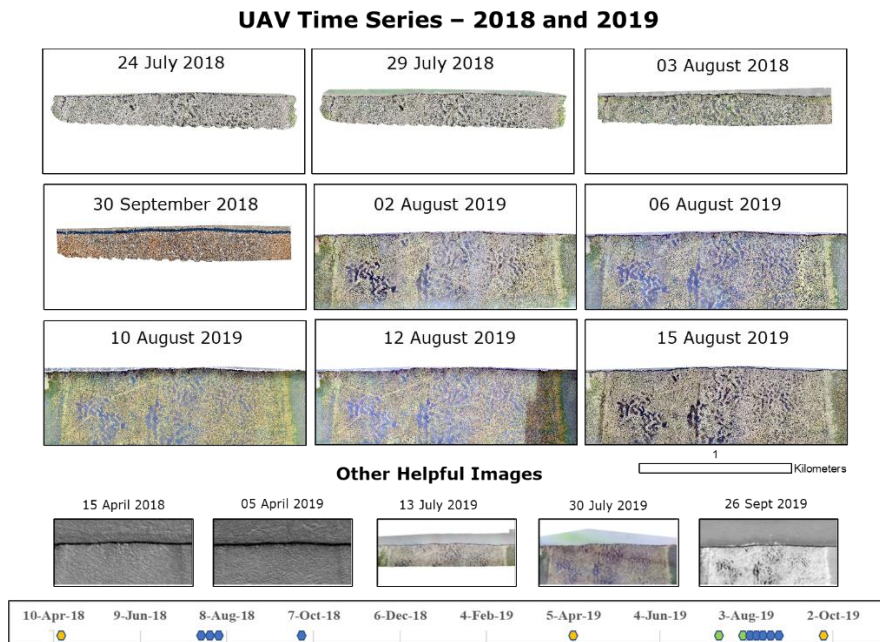 UAV Time Series – 2018 and 2019
24 July 2018
29 July 2018
03 August 2018
30 September 2018
02 August 2019
06 August 2019
10 August 2019
12 August 2019
15 August 2019
1
Kilometers
Other Helpful Images
15 April 2018
05 April 2019
13 July 2019
30 July 2019
26 Sept 2019
10-Apr-18 9-Jun-18 8-Aug-18 7-Oct-18 6-Dec-18 4-Feb-19 5-Apr-19 4-Jun-19 3-Aug-19 2-Oct-19